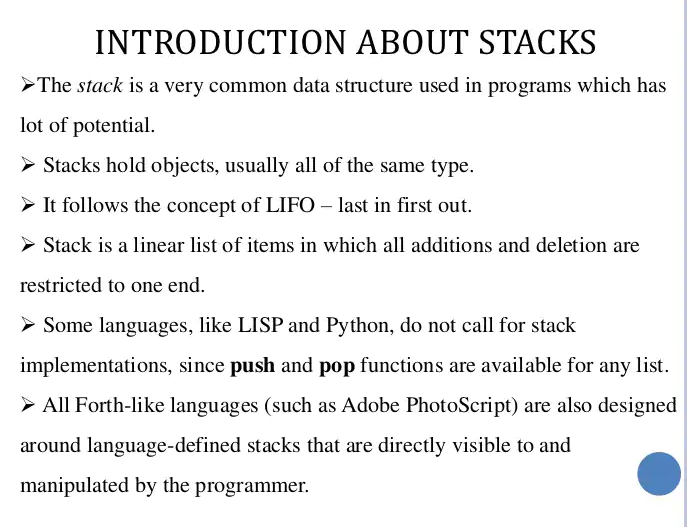 INTRODUCTION ABOUT STACKS
➢The stack is a very common data structure used in programs which has
lot of potential.
➢ Stacks hold objects, usually all of the same type.
➢ It follows the concept of LIFO – last in first out.
➢ Stack is a linear list of items in which all additions and deletion are
restricted to one end.
➢ Some languages, like LISP and Python, do not call for stack
implementations, since push and pop functions are available for any list.
➢ All Forth-like languages (such as Adobe PhotoScript) are also designed
around language-defined stacks that are directly visible to and
manipulated by the programmer.